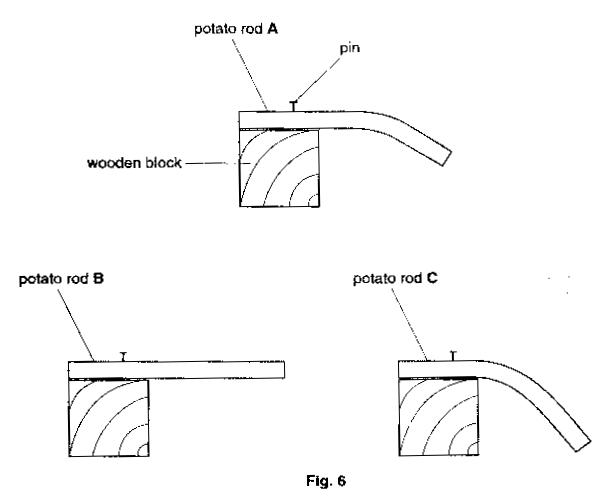 potato rod A
pin
wooden block
potato rod B
potato rod C
Fig. 6